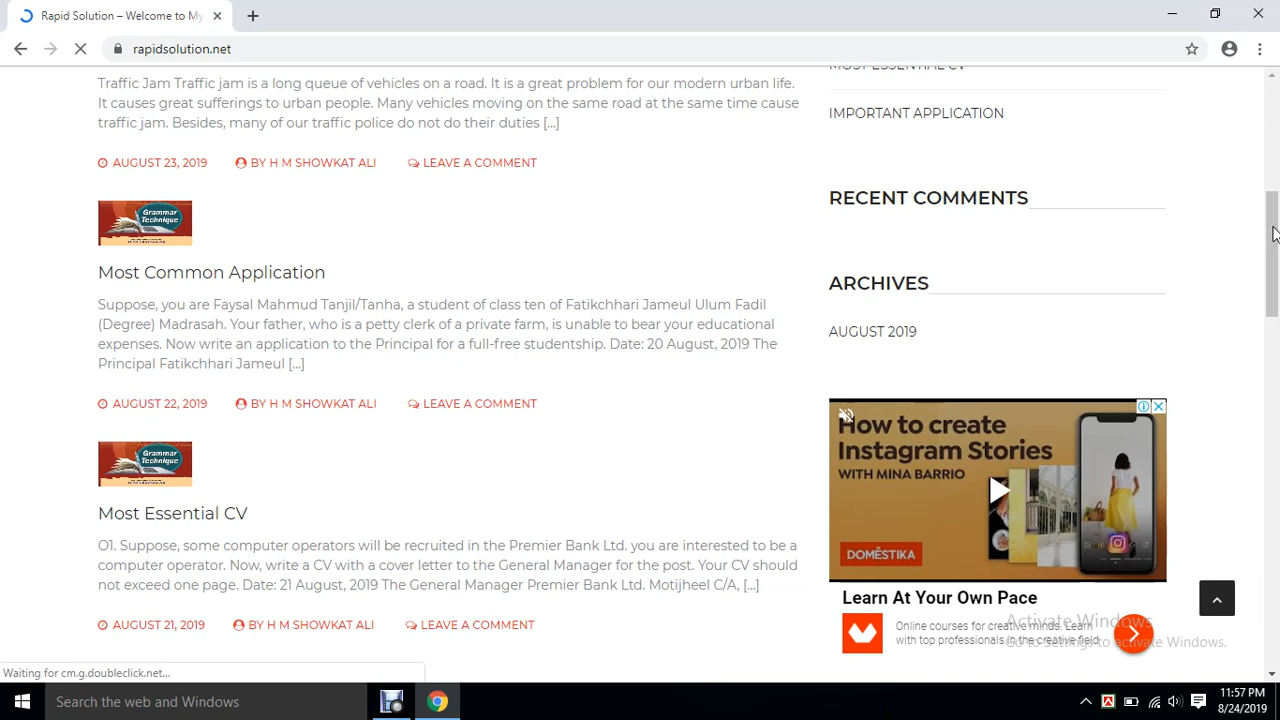 Rapid Solution – Welcome to My
rapidsolution.net
Traffic Jam Traffic jam is a long queue of vehicles on a road. It is a great problem for our modern urban life.
It causes great sufferings to urban people. Many vehicles moving on the same road at the same time cause
traffic jam. Besides, many of our traffic police do not do their duties [...]
AUGUST 23, 2019 BY H M SHOWKAT ALI LEAVE A COMMENT
Grammar
Technique
Most Common Application
Suppose, you are Faysal Mahmud Tanjil/Tanha, a student of class ten of Fatikchhari Jameul Ulum Fadil
(Degree) Madrasah. Your father, who is a petty clerk of a private farm, is unable to bear your educational
expenses. Now write an application to the Principal for a full-free studentship. Date: 20 August, 2019 The
Principal Fatikchhari Jameul [...]
AUGUST 22, 2019 BY H M SHOWKAT ALI LEAVE A COMMENT
Grammar
Technique
Most Essential CV
O1. Suppose, some computer operators will be recruited in the Premier Bank Ltd. you are interested to be a
computer operator. Now, write a CV with a cover letter to the General Manager for the post. Your CV should
not exceed one page. Date: 21 August, 2019 The General Manager Premier Bank Ltd. Motijheel C/A, [...]
AUGUST 21, 2019 BY H M SHOWKAT ALI LEAVE A COMMENT
MOST ESSENTIAL CV
IMPORTANT APPLICATION
RECENT COMMENTS
ARCHIVES
AUGUST 2019
How to create
Instagram Stories
WITH MINA BARRIO
DOMESTIKA
Learn At Your Own Pace
Online courses for creative minds. Learn
with top professionals in the creative field
Activate Windows
Go to Settings to activate Windows.
Waiting for cm.g.doubleclick.net...
Search the web and Windows
11:57 PM
8/24/2019